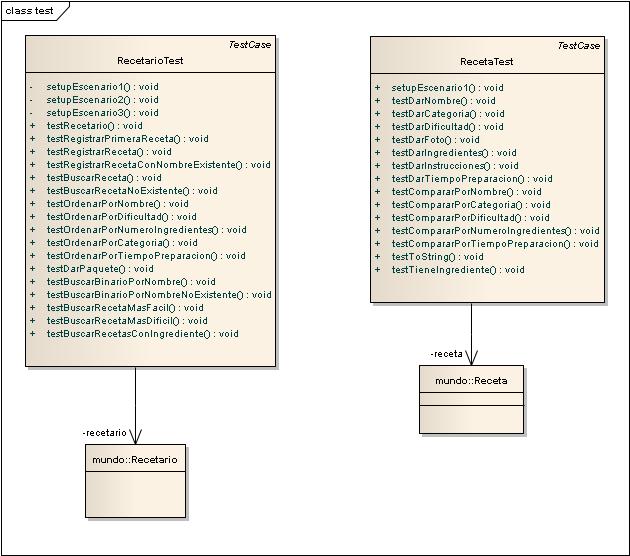 class test
TestCase
RecetarioTest
- setupEscenario1() : void
- setupEscenario2() : void
- setupEscenario3() : void
+ testRecetario() : void
+ testRegistrarPrimeraReceta() : void
+ testRegistrarReceta() : void
+ testRegistrarRecetaConNombreExistente() : void
+ testBuscarReceta() : void
+ testBuscarRecetaNoExistente() : void
+ testOrdenarPorNombre() : void
+ testOrdenarPorDificultad() : void
+ testOrdenarPorNumeroIngredientes() : void
+ testOrdenarPorCategoria() : void
+ testOrdenarPorTiempoPreparacion() : void
+ testDarPaquete() : void
+ testBuscarBinarioPorNombre() : void
+ testBuscarBinarioPorNombreNoExistente() : void
+ testBuscarRecetaMasFacil() : void
+ testBuscarRecetaMasDificil() : void
+ testBuscarRecetasConIngrediente() : void
-recetario
mundo::Recetario
TestCase
RecetaTest
+ setupEscenario1() : void
+ testDarNombre() : void
+ testDarCategoria() : void
+ testDarDificultad() : void
+ testDarFoto() : void
+ testDarIngredientes() : void
+ testDarInstrucciones() : void
+ testDarTiempoPreparacion() : void
+ testCompararPorNombre() : void
+ testCompararPorCategoria() : void
+ testCompararPorDificultad() : void
+ testCompararPorNumeroIngredientes() : void
+ testCompararPorTiempoPreparacion() : void
+ testToString() : void
+ testTieneIngrediente() : void
-receta
mundo::Receta